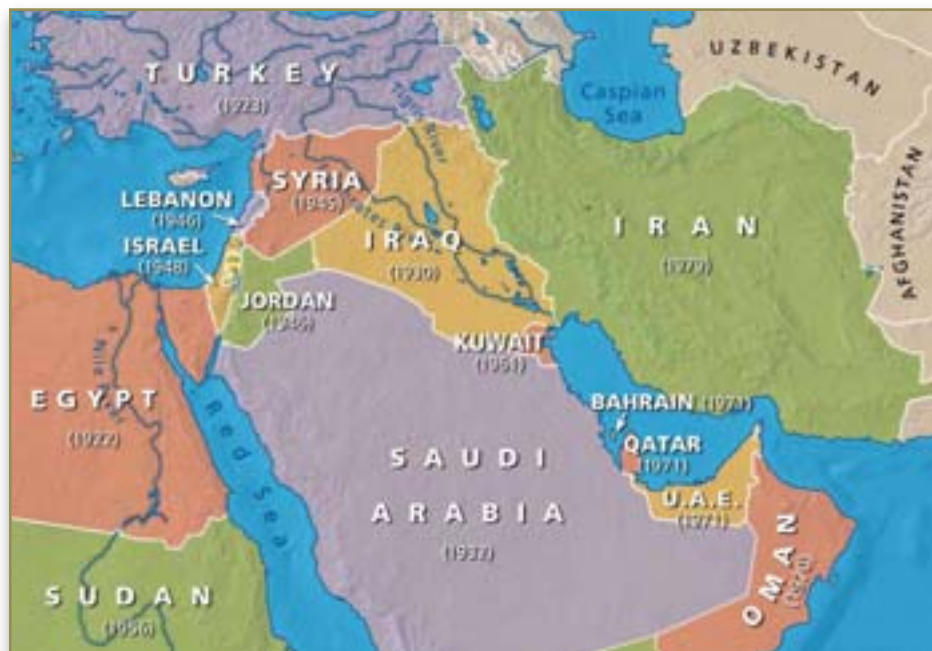 UZBEKISTAN
TURKEY
(1923)
Caspian
Sea
Tigris River
AFGHANISTAN
SYRIA
(1945)
LEBANON
(1946)
IRAN
(1979)
IRAQ
(1930)
ISRAEL
(1948)
JORDAN
(1946)
KUWAIT
(1961)
Nile
EGYPT
(1922)
Red Sea
BAHRAIN (1971)
QATAR
(1971)
SAUDI
ARABIA
(1932)
U.A.E.
(1971)
OMAN
SUDAN
(1956)